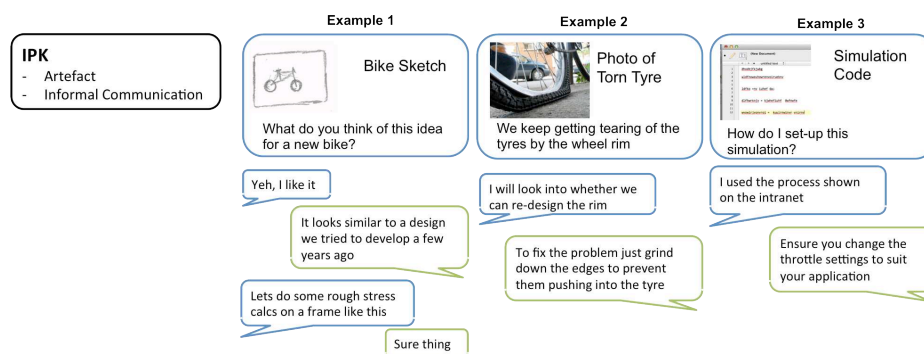 Example 1
Example 2
Example 3
IPK
- Artefact
- Informal Communication
Bike Sketch
What do you think of this idea
for a new bike?
Photo of
Torn Tyre
We keep getting tearing of the
tyres by the wheel rim
Simulation
Code
How do I set-up this
simulation?
Yeh, I like it
It looks similar to a design
we tried to develop a few
years ago
Lets do some rough stress
calcs on a frame like this
Sure thing
I will look into whether we
can re-design the rim
To fix the problem just grind
down the edges to prevent
them pushing into the tyre
I used the process shown
on the intranet
Ensure you change the
throttle settings to suit
your application